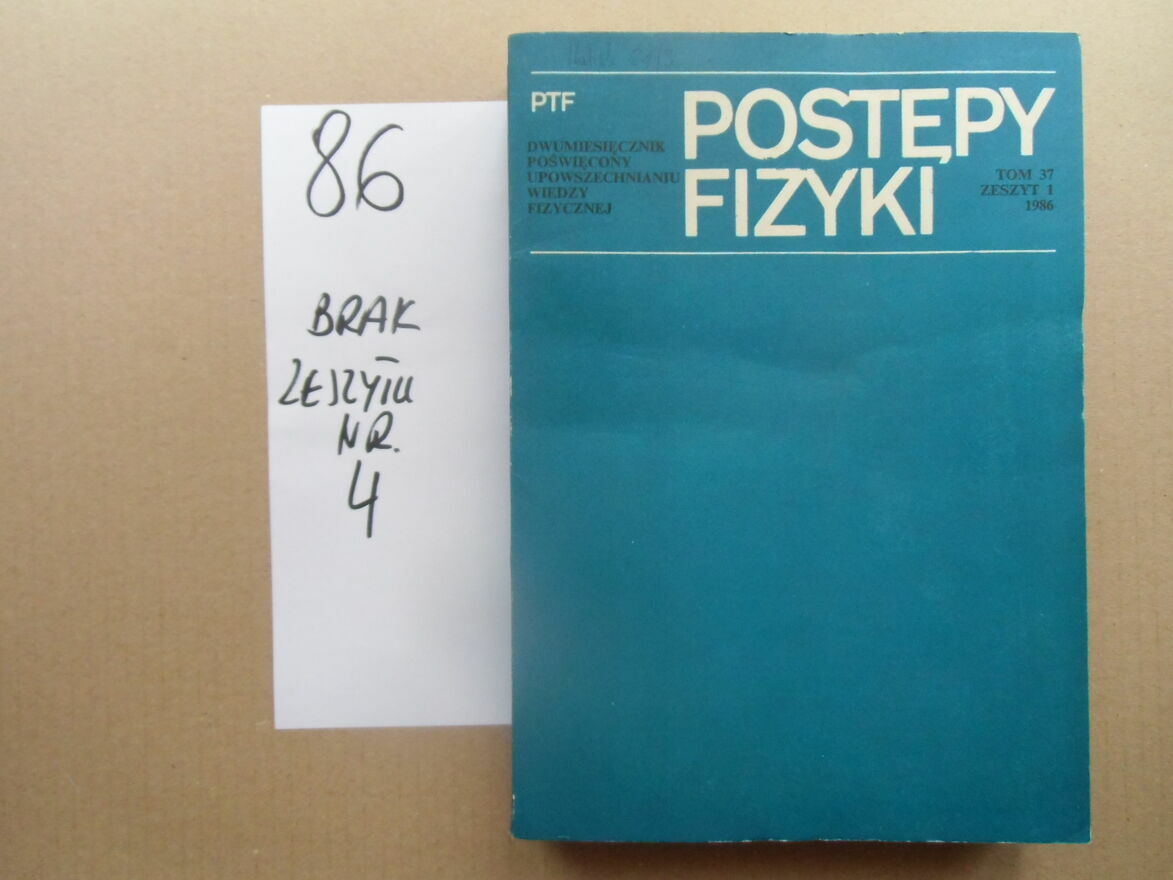 86
BRAK
ZESZYTU
NR.
4
PTF
DWUMIESIĘCZNIK
POŚWIĘCONY
UPOWSZECHNIANIU
WIEDZY
FIZYCZNEJ
POSTĘPY
FIZYKI
TOM 37
ZESZYT 1
1986